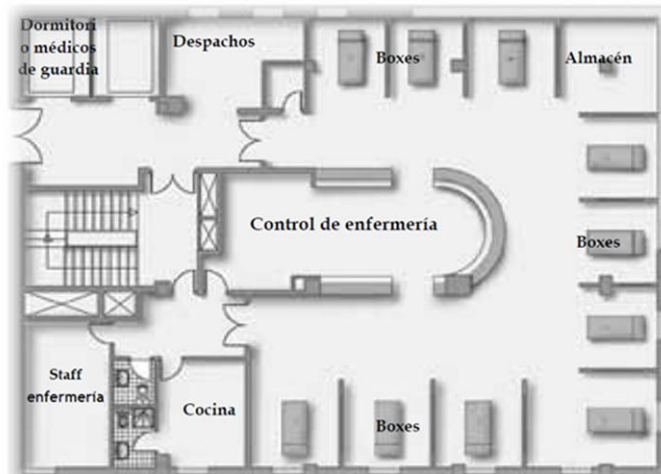 Dormitori
o médicos
de guardia
Despachos
Boxes
Almacén
Control de enfermería
Boxes
Staff
enfermería
Cocina
Boxes